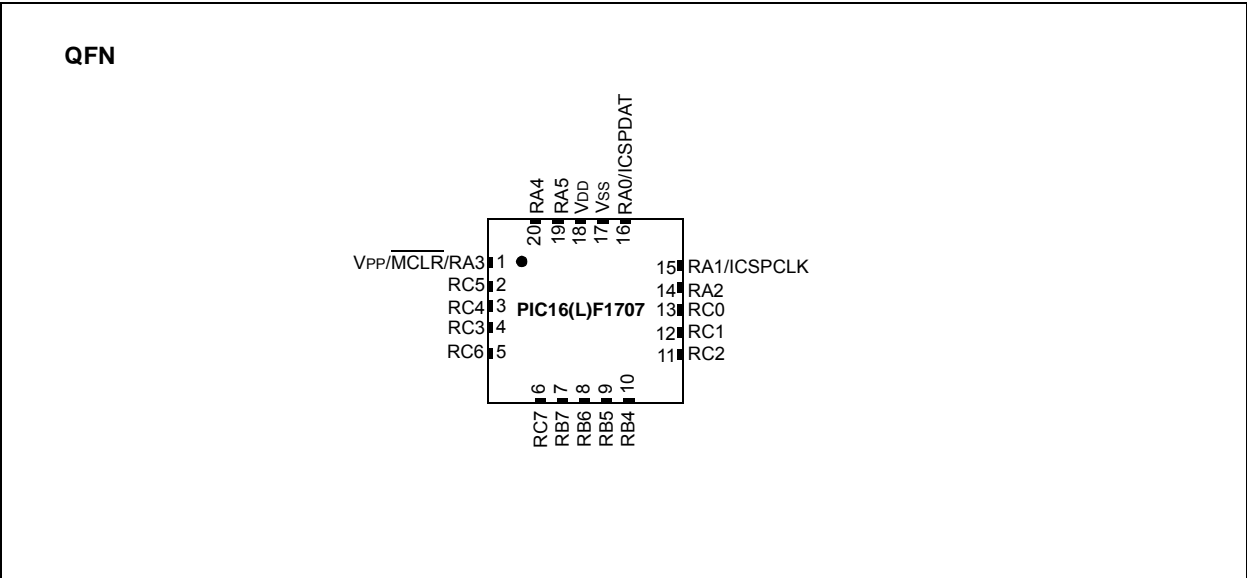 QFN
RA4
RA5
VDD
VSS
RA0/ICSPDAT
20
19
18
17
16
VPP/MCLR/RA3 1
RC5 2
RC4 3
RC3 4
RC6 5
PIC16(L)F1707
15 RA1/ICSPCLK
14 RA2
13 RC0
12 RC1
11 RC2
6
7
8
9
10
RC7
RB7
RB6
RB5
RB4